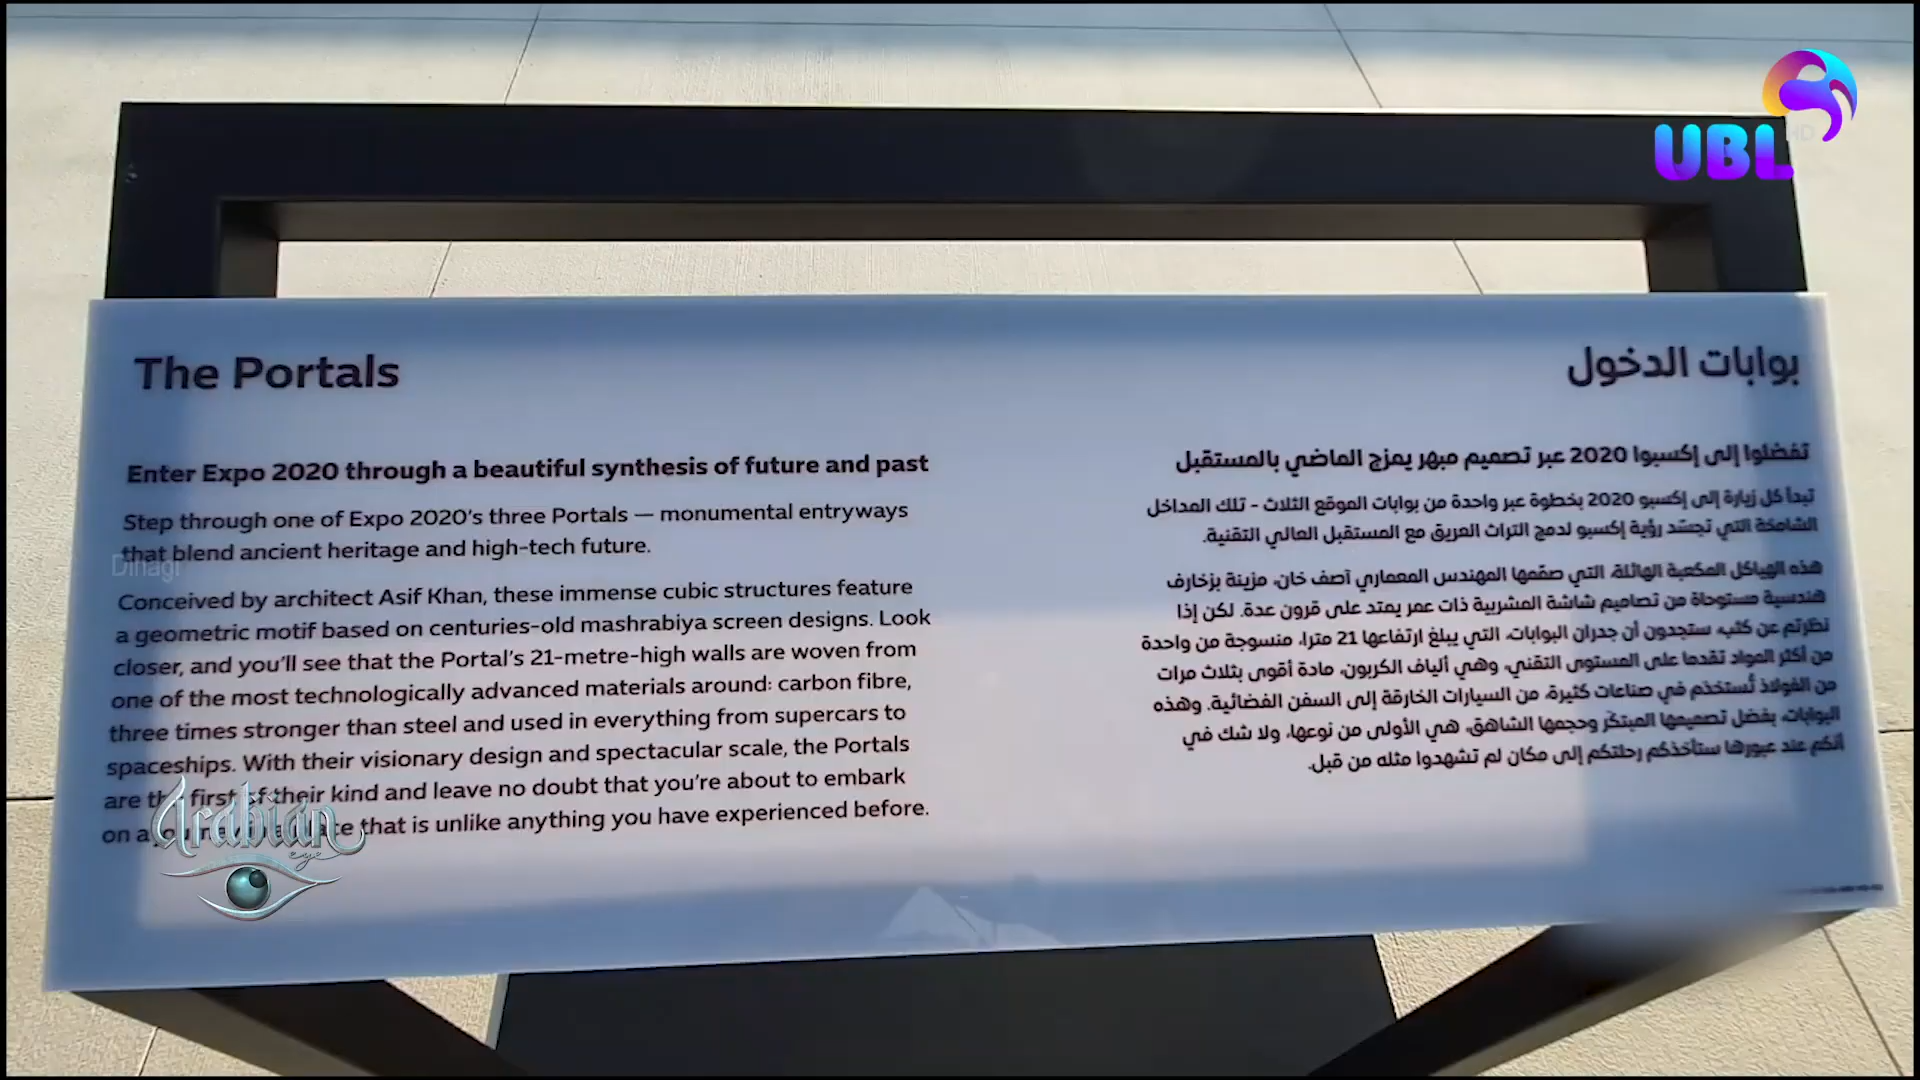 UBL
HD
The Portals
Enter Expo 2020 through a beautiful synthesis of future and past
Step through one of Expo 2020's three Portals — monumental entryways
that blend ancient heritage and high-tech future.
Conceived by architect Asif Khan, these immense cubic structures feature
a geometric motif based on centuries-old mashrabiya screen designs. Look
closer, and you'll see that the Portal's 21-metre-high walls are woven from
one of the most technologically advanced materials around: carbon fibre,
three times stronger than steel and used in everything from supercars to
spaceships. With their visionary design and spectacular scale, the Portals
are the first of their kind and leave no doubt that you're about to embark
on a that is unlike anything you have experienced before.
بوابات الدخول
تفضلوا إلى إكسبوا 2020 عبر تصميم مبهر يمزج الماضي بالمستقبل
تبدأ كل زيارة إلى إكسبو 2020 بخطوة عبر واحدة من بوابات الموقع الثلاث - تلك المداخل
الشامخة التي تجسّد رؤية إكسبو لدمج التراث العريق مع المستقبل العالي التقنية.
هذه الهياكل المكعبة الهائلة، التي صمّمها المهندس المعماري آصف خان، مزينة بزخارف
هندسية مستوحاة من تصاميم شاشة المشربية ذات عمر يمتد على قرون عدة. لكن إذا
نظرتم عن كثب، ستجدون أن جدران البوابات، التي يبلغ ارتفاعها 21 مترا، منسوجة من واحدة
من أكثر المواد تقدما على المستوى التقني، وهي ألياف الكربون، مادة أقوى بثلاث مرات
من الفولاذ تُستخدَم في صناعات كثيرة، من السيارات الخارقة إلى السفن الفضائية. وهذه
البوابات، بفضل تصميمها المبتكَر وحجمها الشاهق، هي الأولى من نوعها، ولا شك في
أنكم عند عبورها ستأخذكم رحلتكم إلى مكان لم تشهدوا مثله من قبل.
Arabian
eye